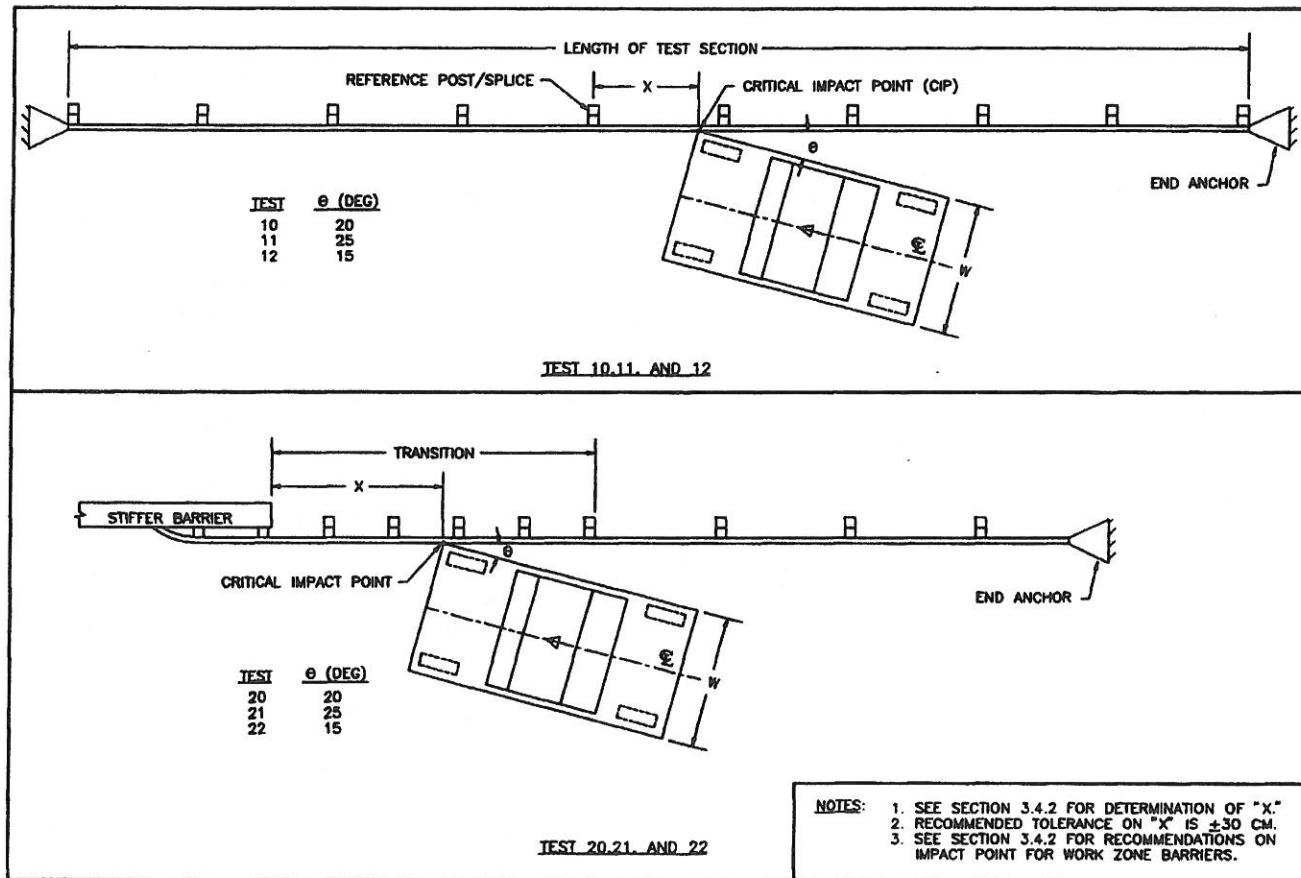 LENGTH OF TEST SECTION
REFERENCE POST/SPLICE
X
CRITICAL IMPACT POINT (CIP)
θ
END ANCHOR
TEST θ (DEG)
10 20
11 25
12 15
℄
W
TEST 10,11, AND 12
TRANSITION
X
STIFFER BARRIER
θ
CRITICAL IMPACT POINT
END ANCHOR
TEST θ (DEG)
20 20
21 25
22 15
℄
W
TEST 20,21, AND 22
NOTES: 1. SEE SECTION 3.4.2 FOR DETERMINATION OF "X."
2. RECOMMENDED TOLERANCE ON "X" IS ±30 CM.
3. SEE SECTION 3.4.2 FOR RECOMMENDATIONS ON
IMPACT POINT FOR WORK ZONE BARRIERS.